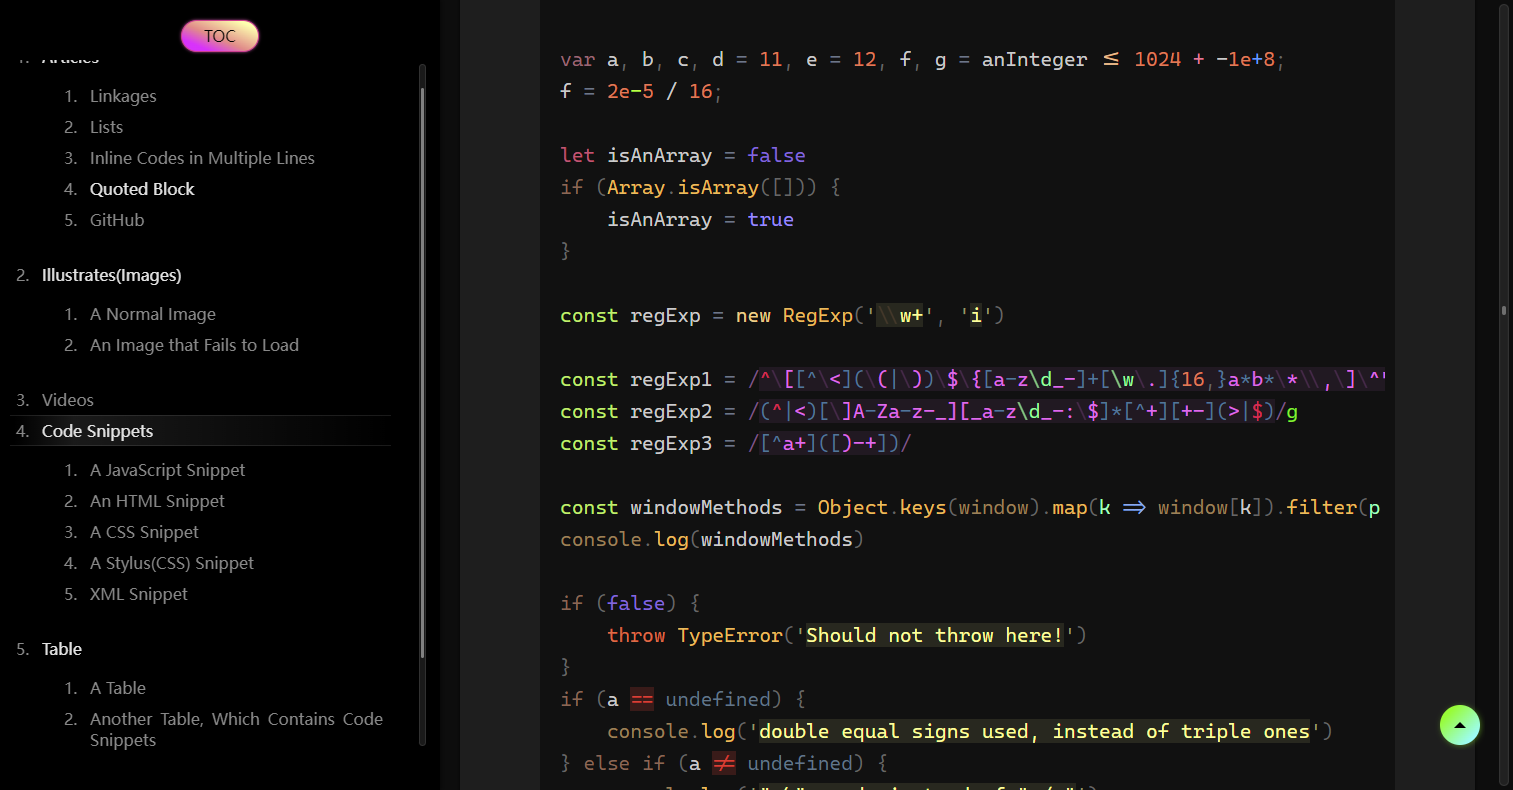 TOC
1. Articles
1. Linkages
2. Lists
3. Inline Codes in Multiple Lines
4. Quoted Block
5. GitHub
2. Illustrates(Images)
1. A Normal Image
2. An Image that Fails to Load
3. Videos
4. Code Snippets
1. A JavaScript Snippet
2. An HTML Snippet
3. A CSS Snippet
4. A Stylus(CSS) Snippet
5. XML Snippet
5. Table
1. A Table
2. Another Table, Which Contains Code
Snippets
var a, b, c, d = 11, e = 12, f, g = anInteger ≤ 1024 + -1e+8;
f = 2e-5 / 16;
let isAnArray = false
if (Array.isArray([])) {
isAnArray = true
}
const regExp = new RegExp('\\w+', 'i')
const regExp1 = /^\[[^\<](\(|\))\$\{[a-z\d_-]+[\w\.]{16,}a*b*\*\\,\]\^'
const regExp2 = /(^|<)[\]A-Za-z-_][_a-z\d_-:\$]*[^+][+-](>|$)/g
const regExp3 = /[^a+]([)-+])/
const windowMethods = Object.keys(window).map(k ⇒ window[k]).filter(p
console.log(windowMethods)
if (false) {
throw TypeError('Should not throw here!')
}
if (a == undefined) {
console.log('double equal signs used, instead of triple ones')
} else if (a ≠ undefined) {